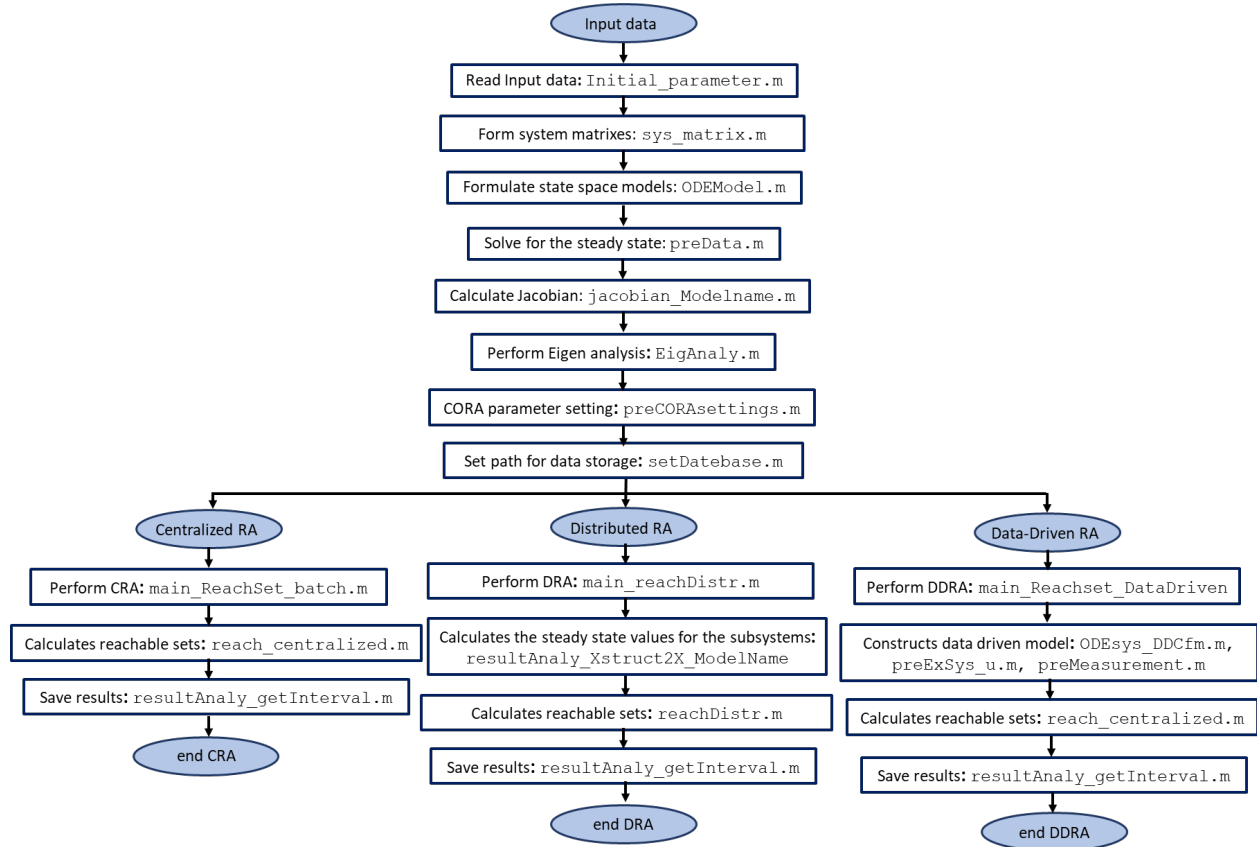 Input data
Read Input data: Initial_parameter.m
Form system matrixes: sys_matrix.m
Formulate state space models: ODEModel.m
Solve for the steady state: preData.m
Calculate Jacobian: jacobian_Modelname.m
Perform Eigen analysis: EigAnaly.m
CORA parameter setting: preCORAsettings.m
Set path for data storage: setDatebase.m
Centralized RA
Perform CRA: main_ReachSet_batch.m
Calculates reachable sets: reach_centralized.m
Save results: resultAnaly_getInterval.m
end CRA
Distributed RA
Perform DRA: main_reachDistr.m
Calculates the steady state values for the subsystems:
resultAnaly_Xstruct2X_ModelName
Calculates reachable sets: reachDistr.m
Save results: resultAnaly_getInterval.m
end DRA
Data-Driven RA
Perform DDRA: main_Reachset_DataDriven
Constructs data driven model: ODEsys_DDCfm.m,
preExSys_u.m, preMeasurement.m
Calculates reachable sets: reach_centralized.m
Save results: resultAnaly_getInterval.m
end DDRA